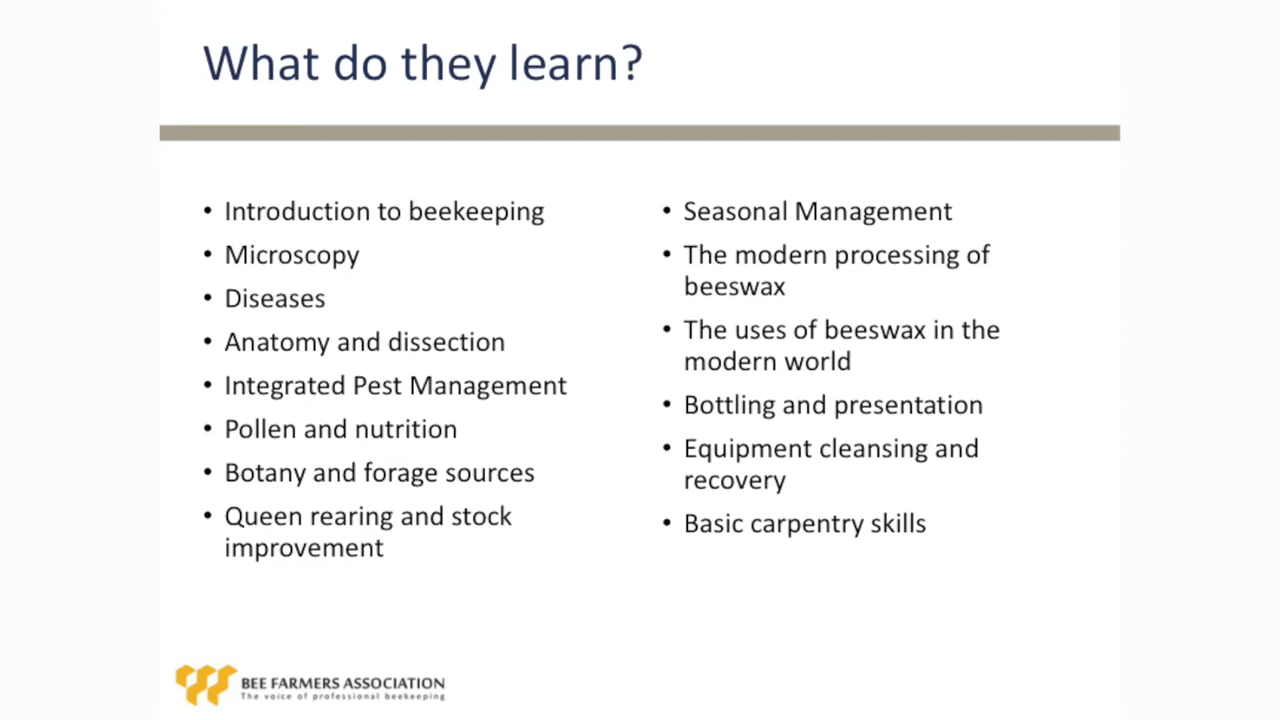 What do they learn?
• Introduction to beekeeping
• Microscopy
• Diseases
• Anatomy and dissection
• Integrated Pest Management
• Pollen and nutrition
• Botany and forage sources
• Queen rearing and stock
improvement
• Seasonal Management
• The modern processing of
beeswax
• The uses of beeswax in the
modern world
• Bottling and presentation
• Equipment cleansing and
recovery
• Basic carpentry skills
BEE FARMERS ASSOCIATION
The voice of professional beekeeping